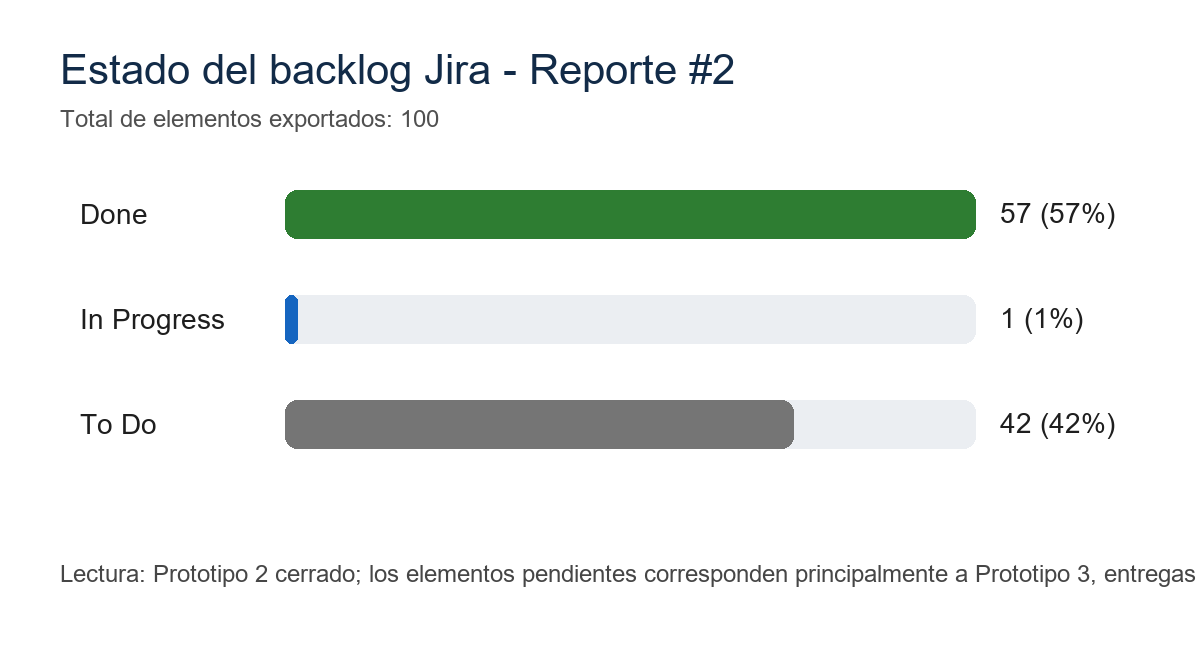 Estado del backlog Jira - Reporte #2
Total de elementos exportados: 100
Done 57 (57%)
In Progress 1 (1%)
To Do 42 (42%)
Lectura: Prototipo 2 cerrado; los elementos pendientes corresponden principalmente a Prototipo 3, entregas